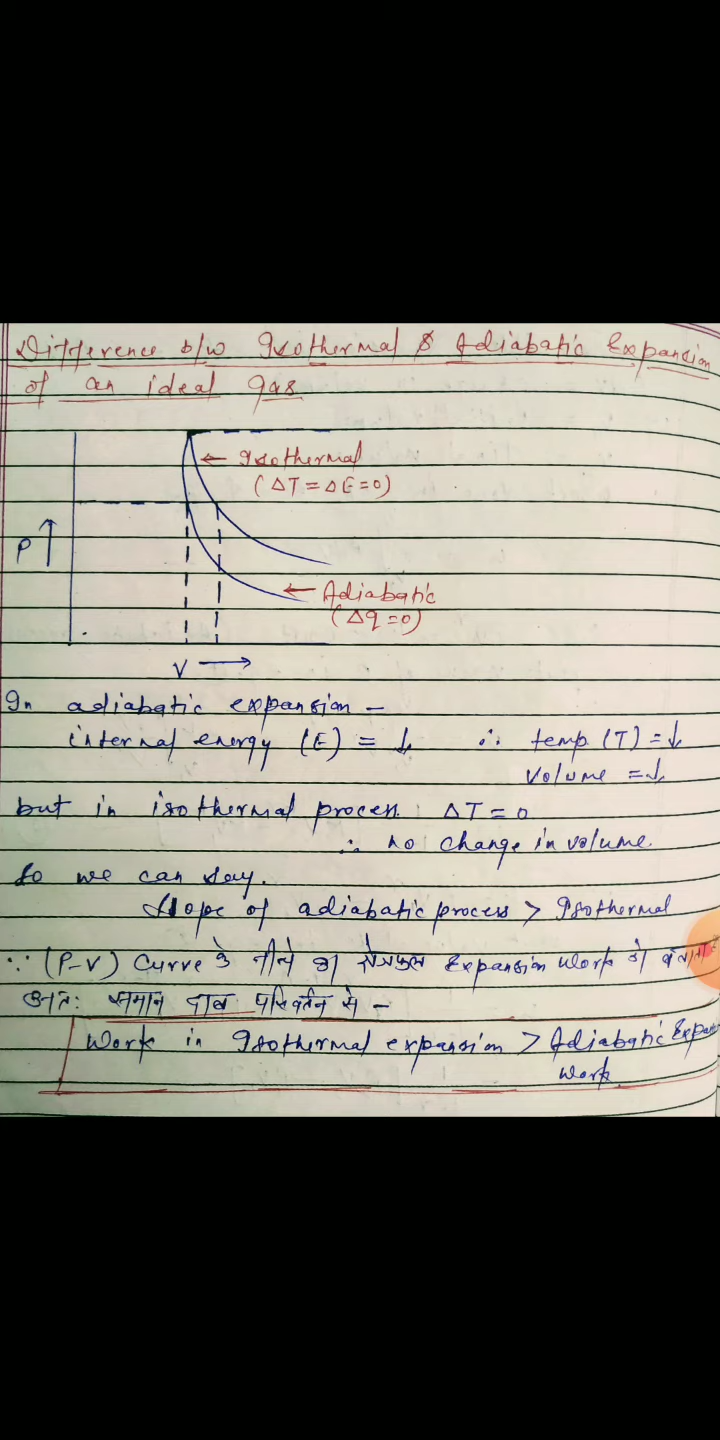 Difference b/w Isothermal & Adiabatic Expansion
of an ideal gas
← Isothermal
(ΔT = ΔE = 0)
P ↑
← Adiabatic
(Δq = 0)
V →
In adiabatic expansion –
internal energy (E) = ↓ ∴ temp (T) = ↓
volume = ↓
but in isothermal process ΔT = 0
∴ no change in volume.
So we can say.
Slope of adiabatic process > Isothermal
∵ (P-V) Curve के नीचे का क्षेत्रफल Expansion work को
अतः समान दाब परिवर्तन से –
Work in Isothermal expansion > Adiabatic Expa
work